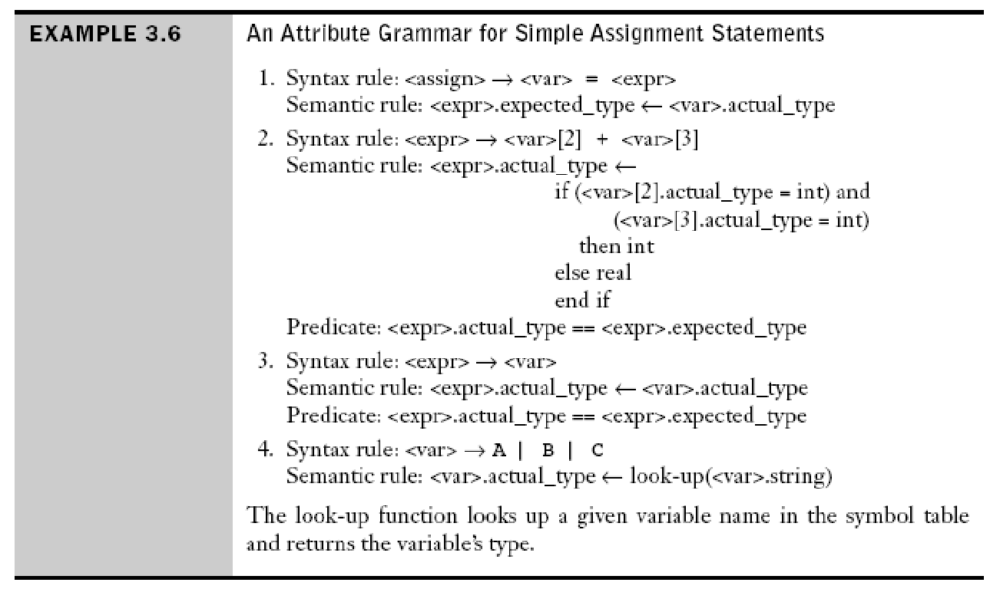 EXAMPLE 3.6
An Attribute Grammar for Simple Assignment Statements
1. Syntax rule: <assign> → <var> = <expr>
Semantic rule: <expr>.expected_type ← <var>.actual_type
2. Syntax rule: <expr> → <var>[2] + <var>[3]
Semantic rule: <expr>.actual_type ←
if (<var>[2].actual_type = int) and
(<var>[3].actual_type = int)
then int
else real
end if
Predicate: <expr>.actual_type == <expr>.expected_type
3. Syntax rule: <expr> → <var>
Semantic rule: <expr>.actual_type ← <var>.actual_type
Predicate: <expr>.actual_type == <expr>.expected_type
4. Syntax rule: <var> → A | B | C
Semantic rule: <var>.actual_type ← look-up(<var>.string)
The look-up function looks up a given variable name in the symbol table
and returns the variable's type.